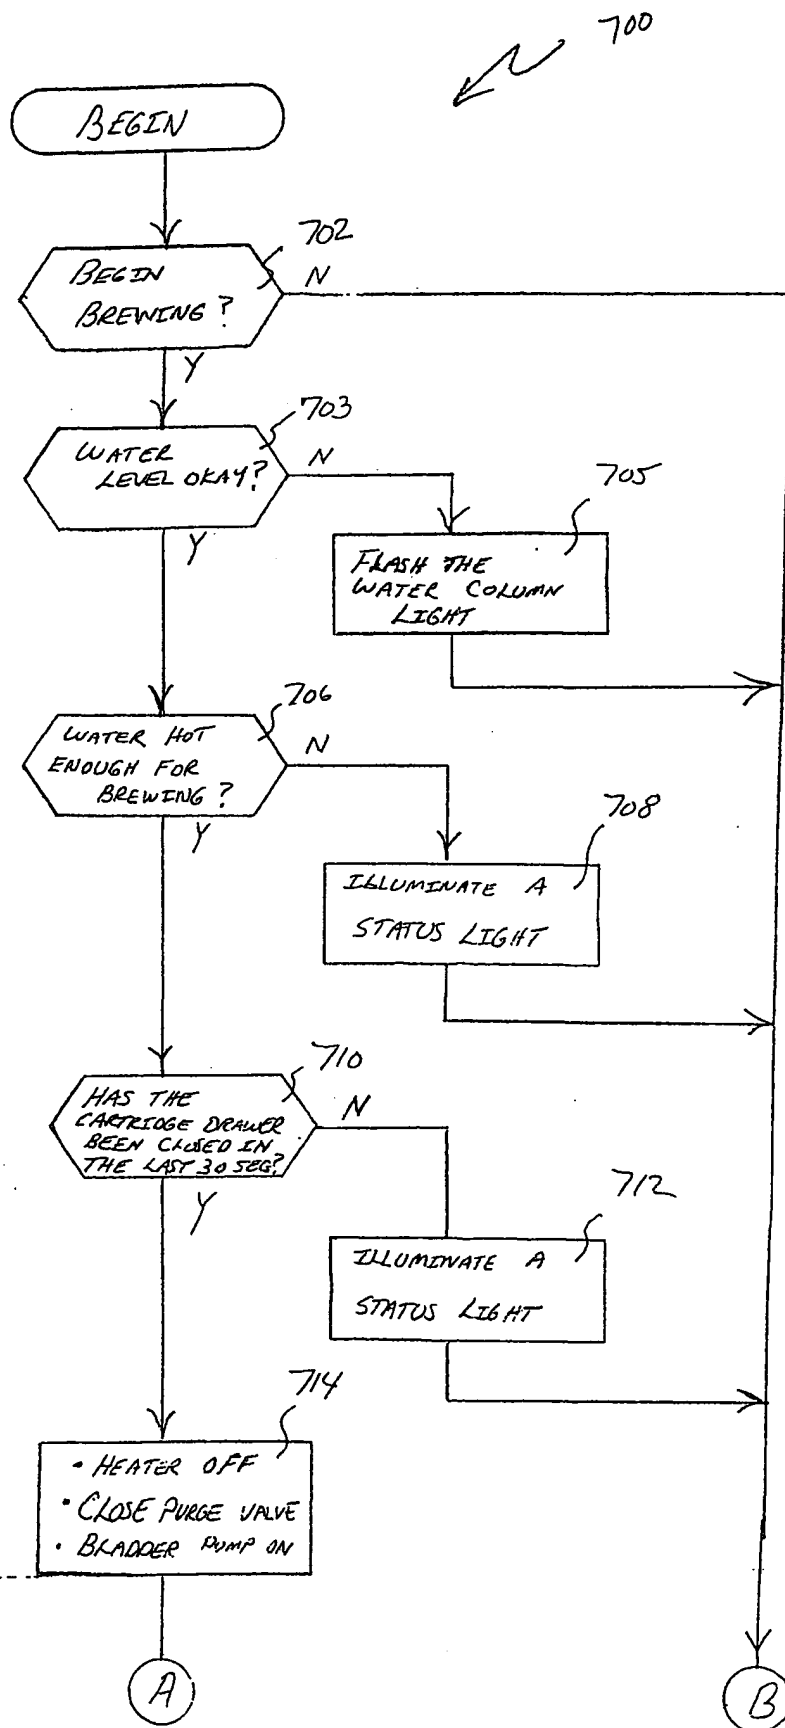 700
BEGIN
702
BEGIN
BREWING?
N
Y
703
WATER
LEVEL OKAY?
N
Y
705
FLASH THE
WATER COLUMN
LIGHT
706
WATER HOT
ENOUGH FOR
BREWING?
N
Y
708
ILLUMINATE A
STATUS LIGHT
710
HAS THE
CARTRIDGE DRAWER
BEEN CLOSED IN
THE LAST 30 SEC?
N
Y
712
ILLUMINATE A
STATUS LIGHT
714
• HEATER OFF
• CLOSE PURGE VALVE
• BLADDER PUMP ON
A
B